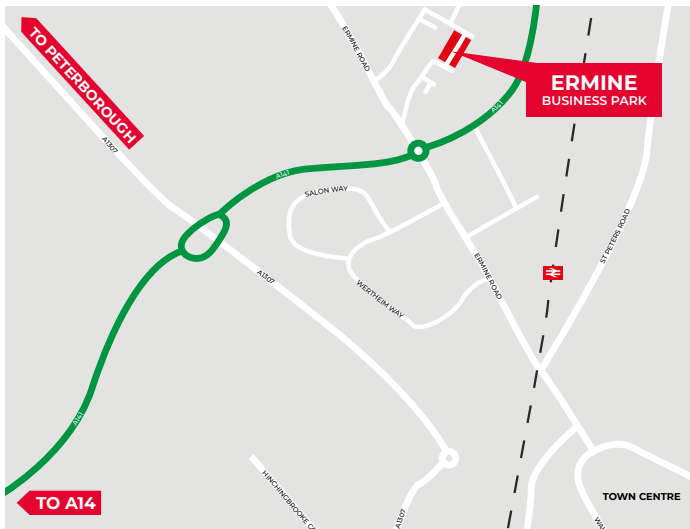 TO PETERBOROUGH
ERMINE ROAD
ERMINE
BUSINESS PARK
A141
A1307
A141
SALON WAY
ST PETERS ROAD
ERMINE ROAD
A1307
WERTHEIM WAY
A141
TO A14
HINCHINGBROOKE
A1307
TOWN CENTRE